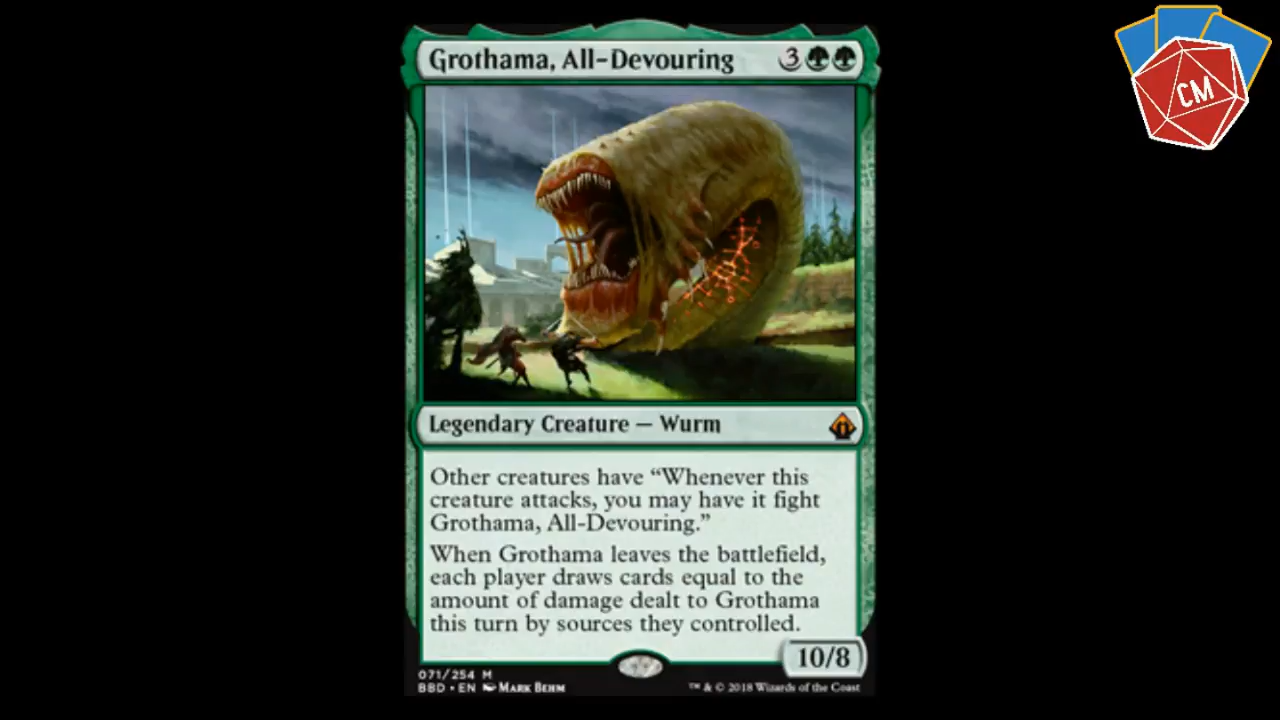 CM
Grothama, All-Devouring 3
Legendary Creature — Wurm
Other creatures have “Whenever this
creature attacks, you may have it fight
Grothama, All-Devouring.”
When Grothama leaves the battlefield,
each player draws cards equal to the
amount of damage dealt to Grothama
this turn by sources they controlled.
10/8
071/254 M
BBD • EN Mark Behm
™ & © 2018 Wizards of the Coast